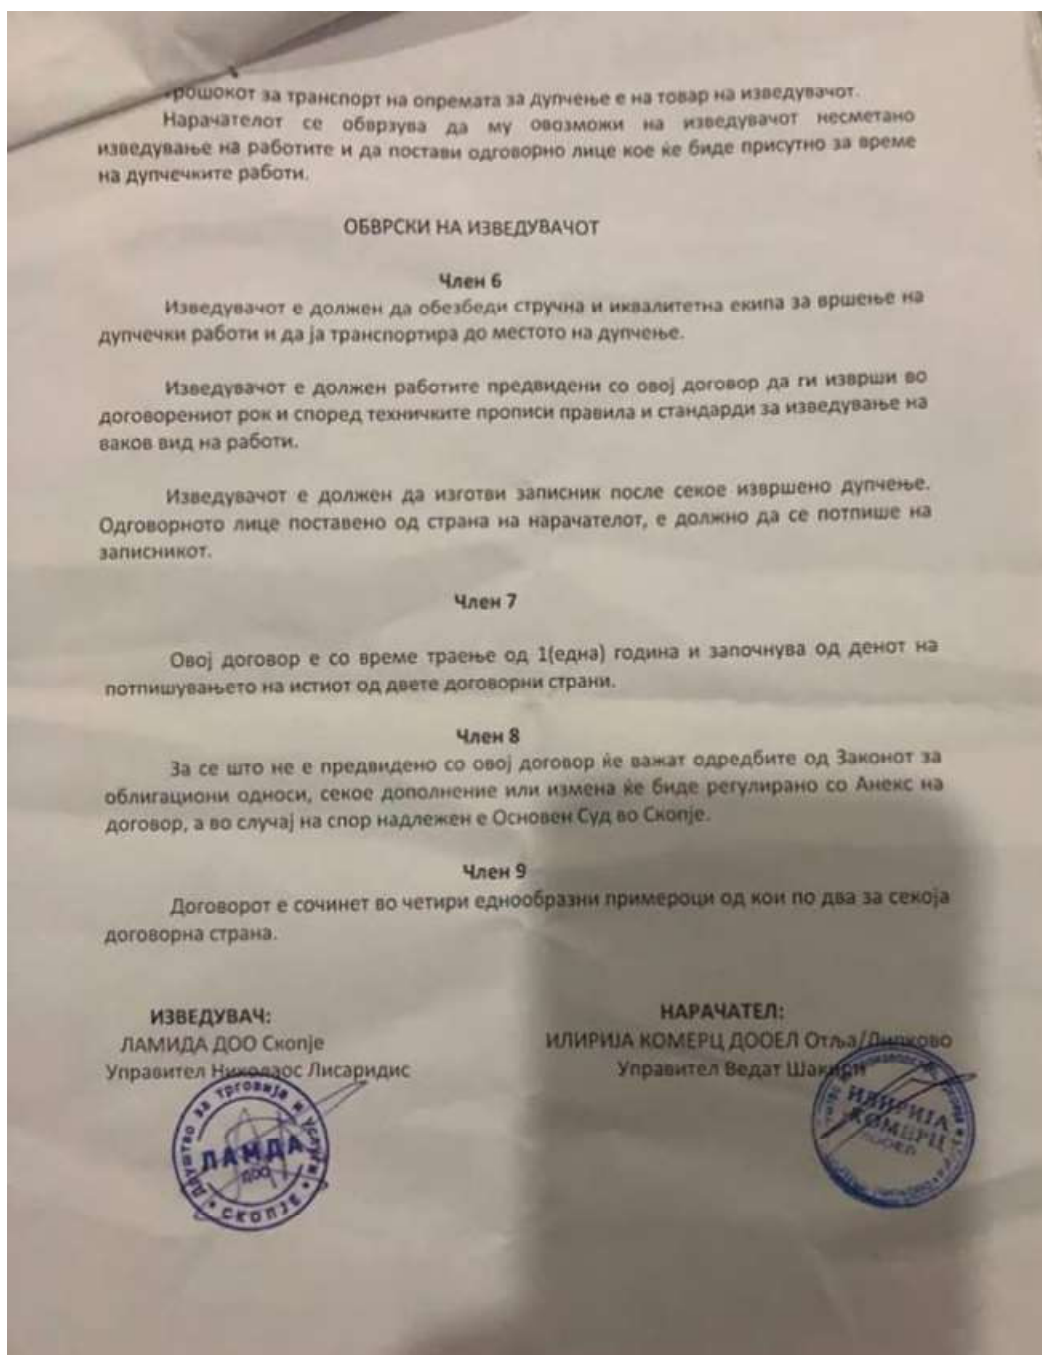 трошокот за транспорт на опремата за дупчење е на товар на изведувачот.
Нарачателот се обврзува да му овозможи на изведувачот несметано
изведување на работите и да постави одговорно лице кое ќе биде присутно за време
на дупчечките работи.
ОБВРСКИ НА ИЗВЕДУВАЧОТ
Член 6
Изведувачот е должен да обезбеди стручна и иквалитетна екипа за вршење на
дупчечки работи и да ја транспортира до местото на дупчење.
Изведувачот е должен работите предвидени со овој договор да ги изврши во
договорениот рок и според техничките прописи правила и стандарди за изведување на
ваков вид на работи.
Изведувачот е должен да изготви записник после секое извршено дупчење.
Одговорното лице поставено од страна на нарачателот, е должно да се потпише на
записникот.
Член 7
Овој договор е со време траење од 1(една) година и започнува од денот на
потпишувањето на истиот од двете договорни страни.
Член 8
За се што не е предвидено со овој договор ќе важат одредбите од Законот за
облигациони односи, секое дополнение или измена ќе биде регулирано со Анекс на
договор, а во случај на спор надлежен е Основен Суд во Скопје.
Член 9
Договорот е сочинет во четири еднообразни примероци од кои по два за секоја
договорна страна.
ИЗВЕДУВАЧ:
ЛАМИДА ДОО Скопје
Управител Николаос Лисаридис
Друштво за трговија и услуги
ЛАМДА
ДОО
СКОПЈЕ
НАРАЧАТЕЛ:
ИЛИРИЈА КОМЕРЦ ДООЕЛ Отља/Липково
Управител Ведат Шакири
ИЛИРИЈА
КОМЕРЦ
ДООЕЛ